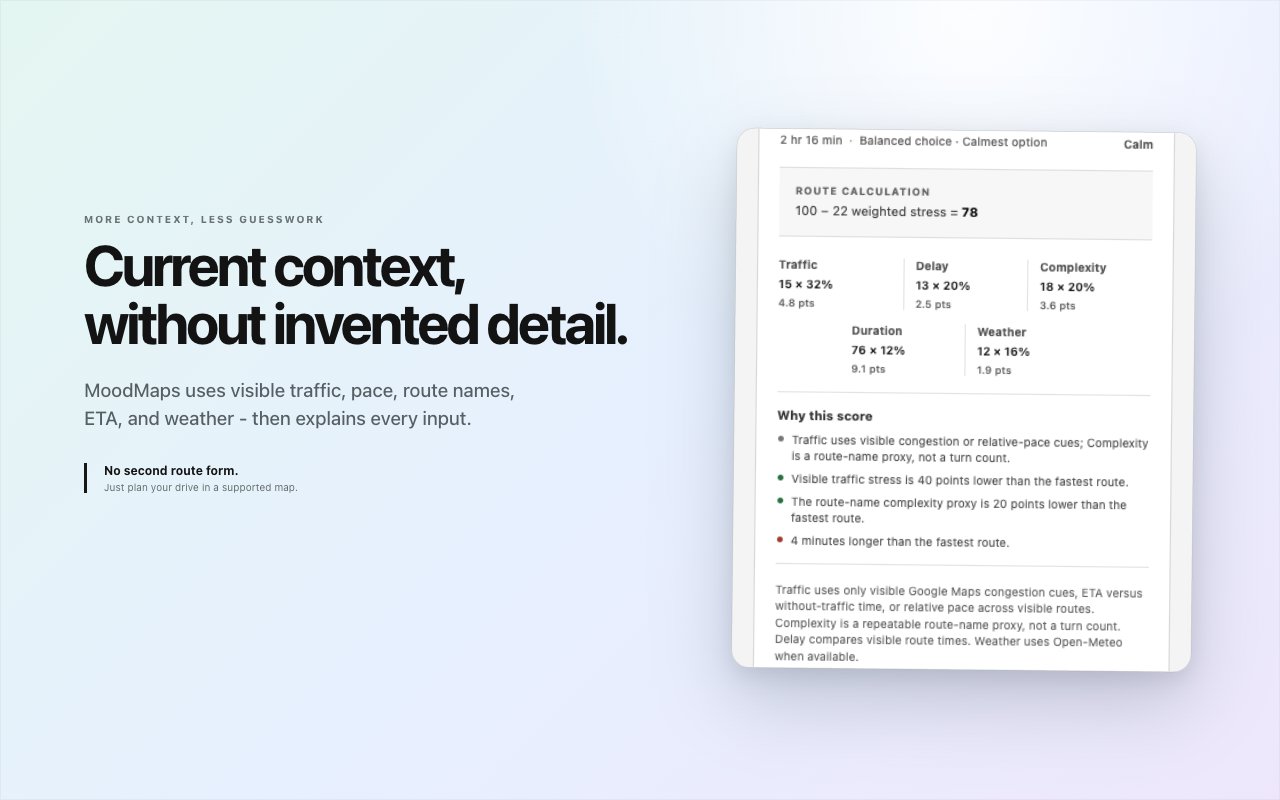 MORE CONTEXT, LESS GUESSWORK
Current context,
without invented detail.
MoodMaps uses visible traffic, pace, route names,
ETA, and weather - then explains every input.
No second route form.
Just plan your drive in a supported map.
2 hr 16 min · Balanced choice · Calmest option Calm
ROUTE CALCULATION
100 – 22 weighted stress = 78
Traffic Delay Complexity
15 × 32% 13 × 20% 18 × 20%
4.8 pts 2.5 pts 3.6 pts
Duration Weather
76 × 12% 12 × 16%
9.1 pts 1.9 pts
Why this score
Traffic uses visible congestion or relative-pace cues; Complexity
is a route-name proxy, not a turn count.
Visible traffic stress is 40 points lower than the fastest route.
The route-name complexity proxy is 20 points lower than the
fastest route.
4 minutes longer than the fastest route.
Traffic uses only visible Google Maps congestion cues, ETA versus
without-traffic time, or relative pace across visible routes.
Complexity is a repeatable route-name proxy, not a turn count.
Delay compares visible route times. Weather uses Open-Meteo
when available.